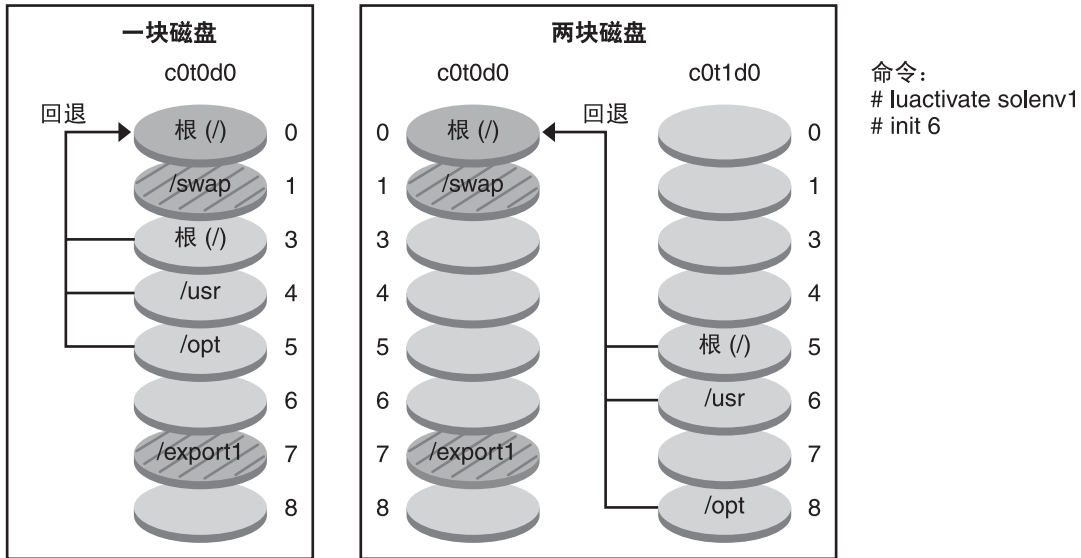 一块磁盘
c0t0d0
回退
根 (/) 0
/swap 1
根 (/) 3
/usr 4
/opt 5
6
/export1 7
8
两块磁盘
c0t0d0
c0t1d0
回退
0 根 (/) 0
1 /swap 1
3 3
4 4
5 根 (/) 5
6 /usr 6
7 /export1 7
8 /opt 8
命令：
# luactivate solenv1
# init 6